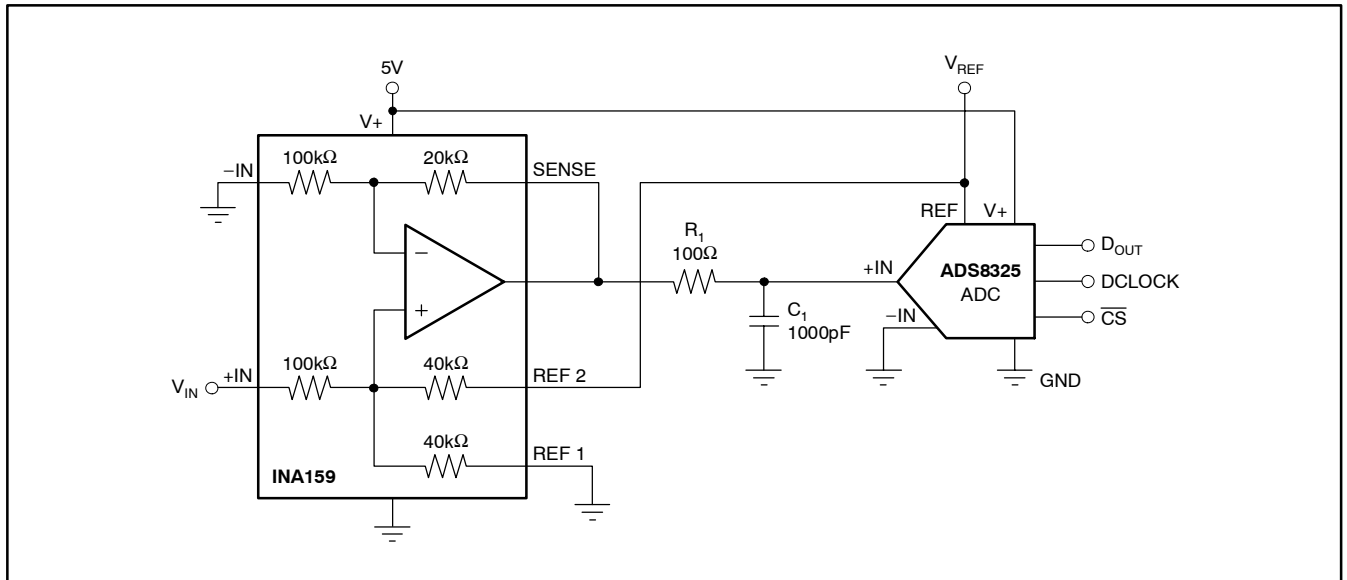 5V
V+
VREF
−IN
100kΩ
20kΩ
SENSE
REF
V+
R1
100Ω
+IN
ADS8325
ADC
DOUT
DCLOCK
CS
−
+
C1
1000pF
−IN
GND
VIN
+IN
100kΩ
40kΩ
REF 2
40kΩ
REF 1
INA159